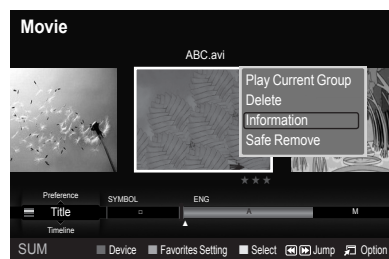 Movie
ABC.avi
Play Current Group
Delete
Information
Safe Remove
Preference
SYMBOL ENG
Title A M
Timeline
SUM Device Favorites Setting Select Jump Option